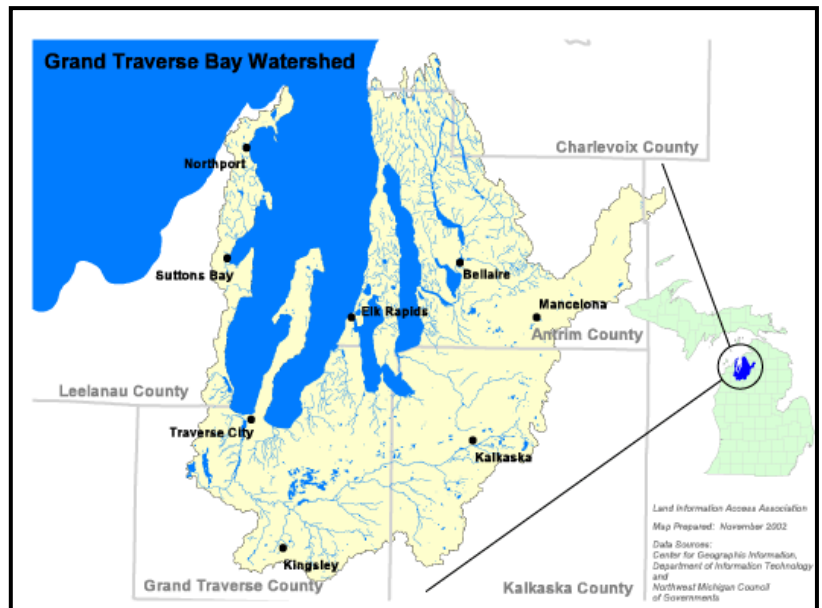 Grand Traverse Bay Watershed
Charlevoix County
Northport
Suttons Bay
Bellaire
Elk Rapids
Mancelona
Antrim County
Leelanau County
Traverse City
Kalkaska
Kingsley
Grand Traverse County
Kalkaska County
Land Information Access Association
Map Prepared: November 2002
Data Sources:
Center for Geographic Information,
Department of Information Technology
and
Northwest Michigan Council
of Governments